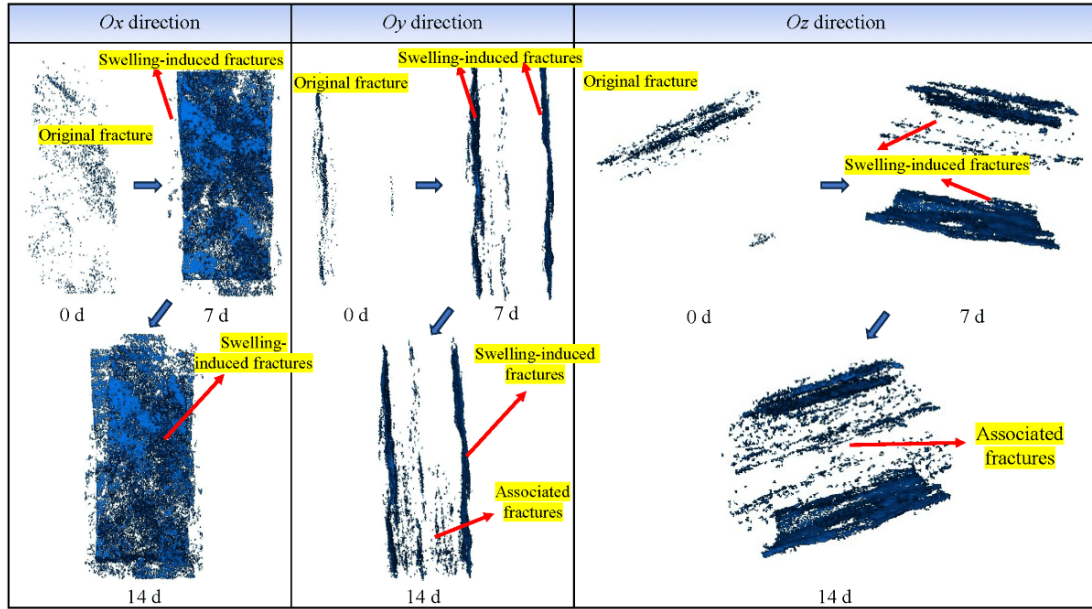 Ox direction
Swelling-induced fractures
Original fracture
0 d
7 d
Swelling-
induced fractures
14 d
Oy direction
Swelling-induced fractures
Original fracture
0 d
7 d
Swelling-induced
fractures
Associated
fractures
14 d
Oz direction
Original fracture
Swelling-induced fractures
0 d
7 d
Associated
fractures
14 d